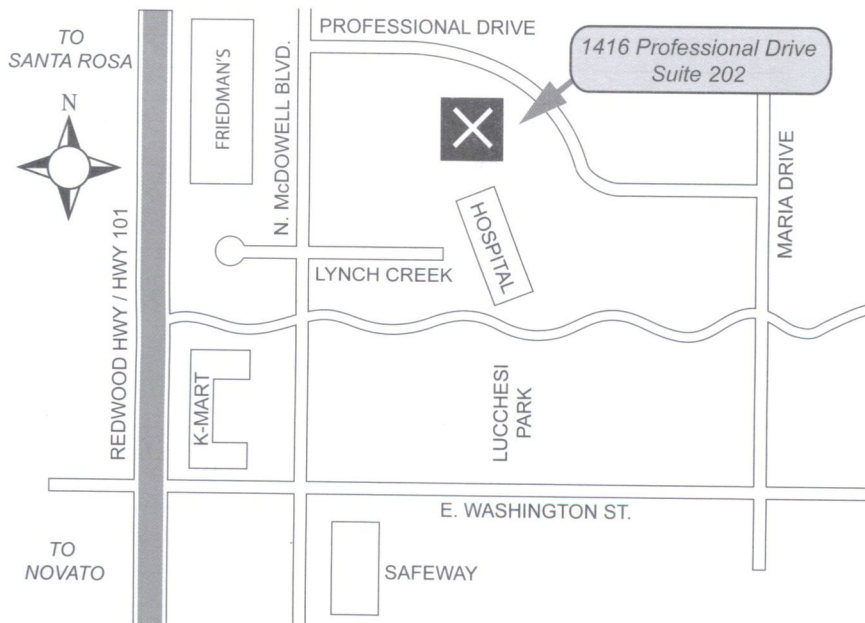 PROFESSIONAL DRIVE
TO
SANTA ROSA
1416 Professional Drive
Suite 202
FRIEDMAN'S
N. McDOWELL BLVD.
N
MARIA DRIVE
HOSPITAL
REDWOOD HWY / HWY 101
LYNCH CREEK
K-MART
LUCCHESI
PARK
E. WASHINGTON ST.
TO
NOVATO
SAFEWAY